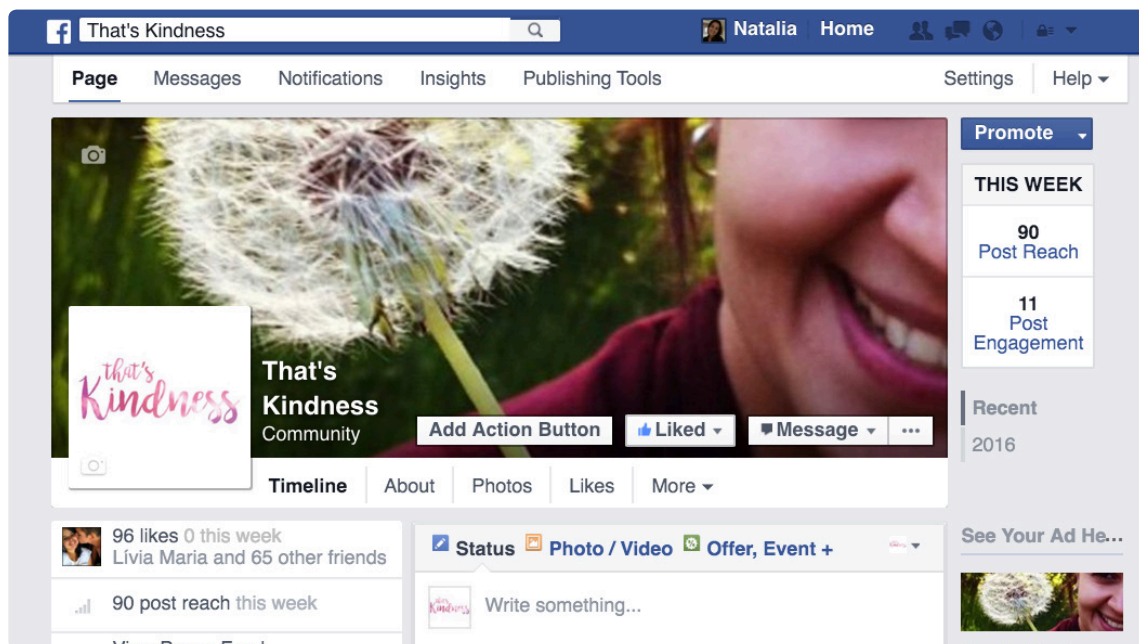 f That's Kindness
Natalia Home
Page Messages Notifications Insights Publishing Tools Settings Help
Promote
THIS WEEK
90
Post Reach
11
Post
Engagement
Recent
2016
that's
Kindness
That's
Kindness
Community
Add Action Button Liked Message ...
Timeline About Photos Likes More
96 likes 0 this week
Lívia Maria and 65 other friends
90 post reach this week
Status Photo / Video Offer, Event +
Kindness
Write something...
See Your Ad He...